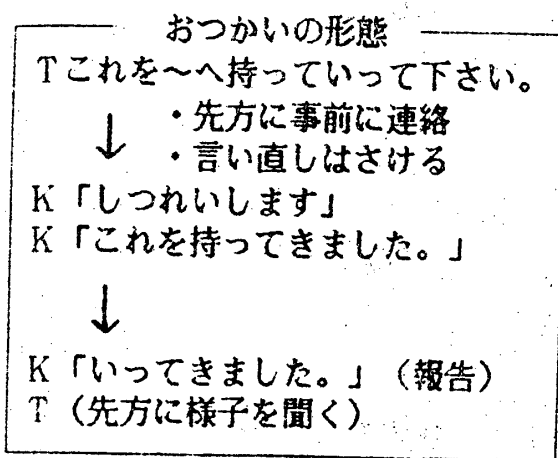 おつかいの形態
Tこれを〜へ持っていって下さい。
・先方に事前に連絡
↓ ・言い直しはさける
K「しつれいします」
K「これを持ってきました。」
↓
K「いってきました。」(報告)
T(先方に様子を聞く)